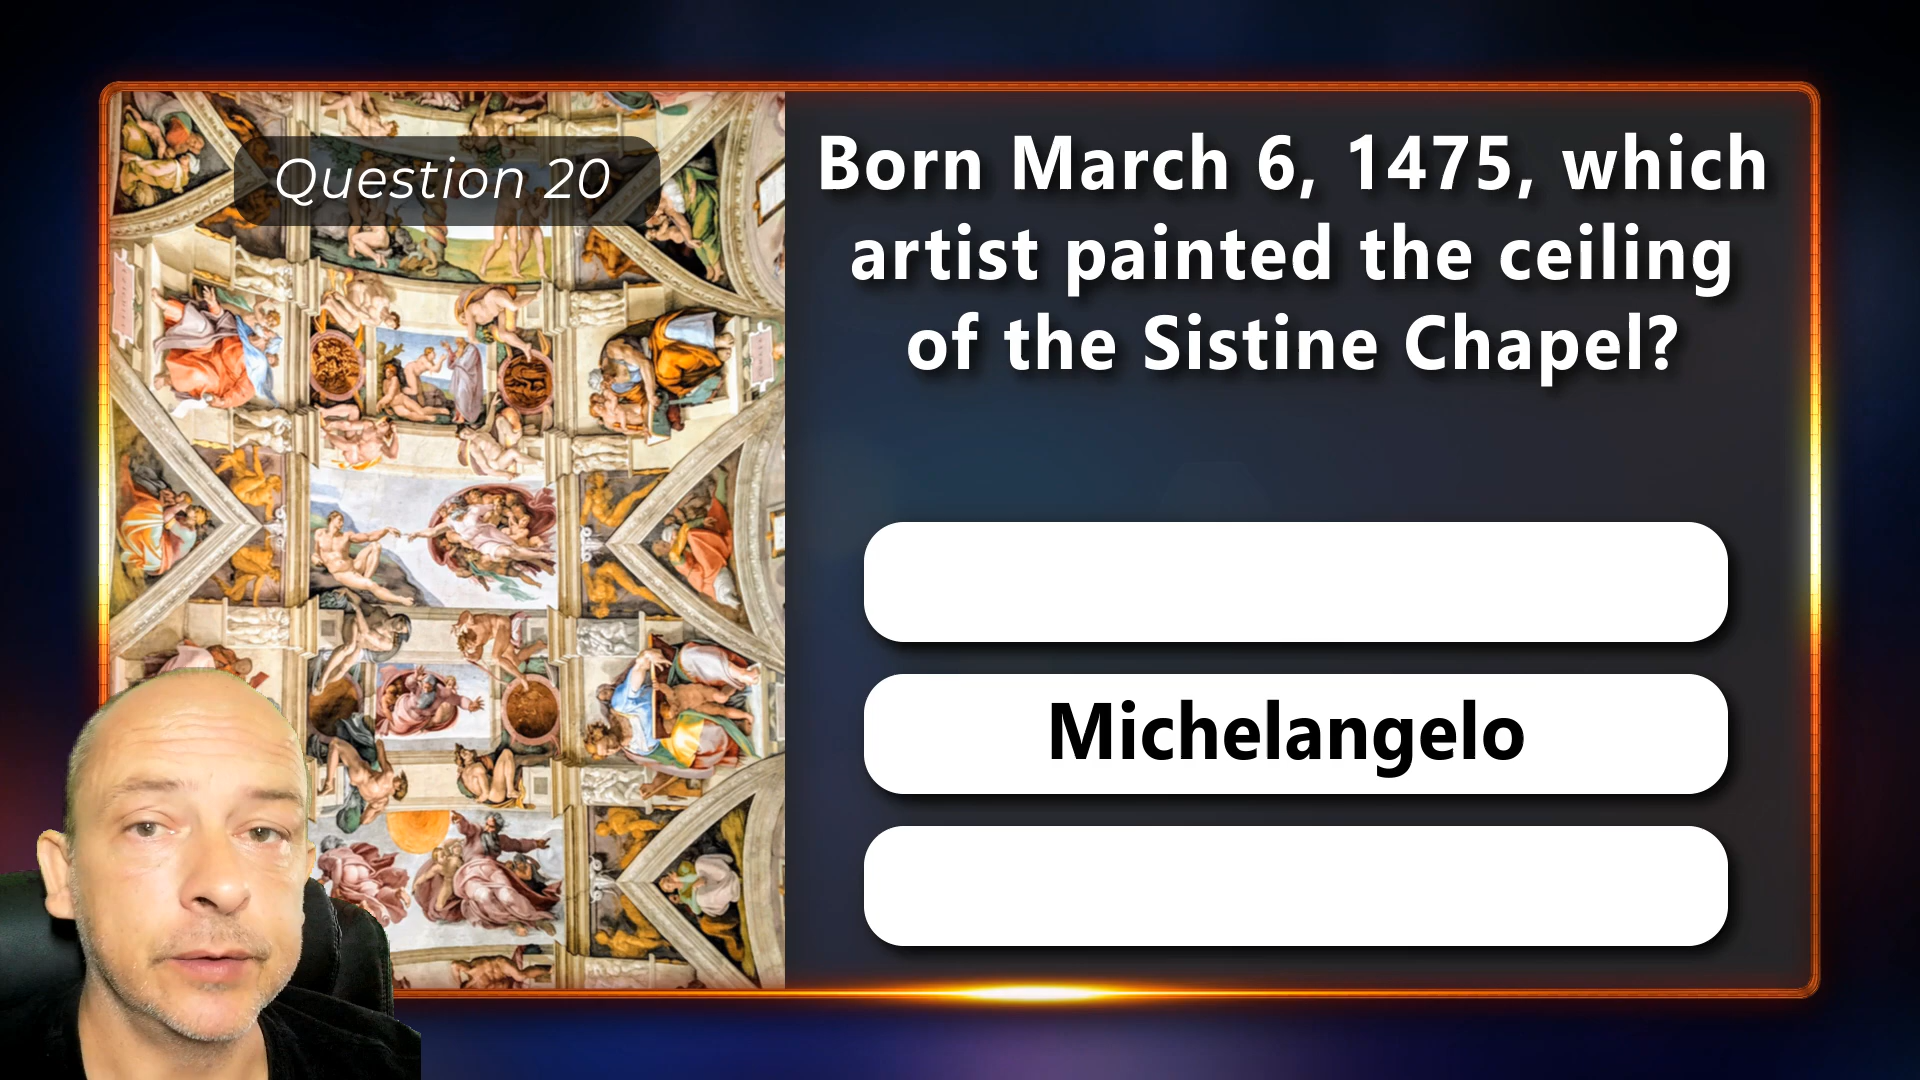 Question 20
Born March 6, 1475, which
artist painted the ceiling
of the Sistine Chapel?
Michelangelo